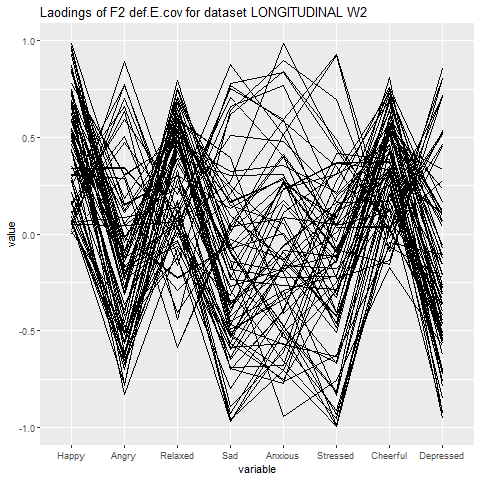 Laodings of F2 def.E.cov for dataset LONGITUDINAL W2
1.0
0.5
0.0
-0.5
-1.0
value
Happy Angry Relaxed Sad Anxious Stressed Cheerful Depressed
variable